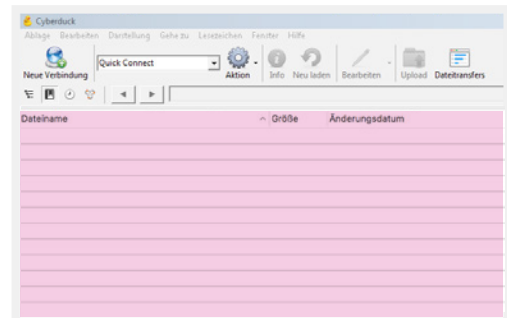 Cyberduck
Ablage Bearbeiten Darstellung Gehe zu Lesezeichen Fenster Hilfe
Quick Connect
Neue Verbindung Aktion Info Neu laden Bearbeiten Upload Dateitransfers
Dateiname Größe Änderungsdatum